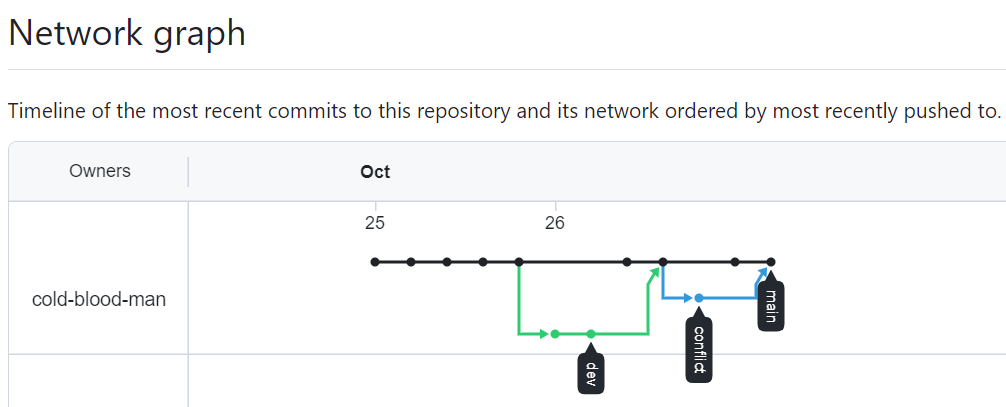 Network graph
Timeline of the most recent commits to this repository and its network ordered by most recently pushed to.
Owners
Oct
25
26
cold-blood-man
main
conflict
dev